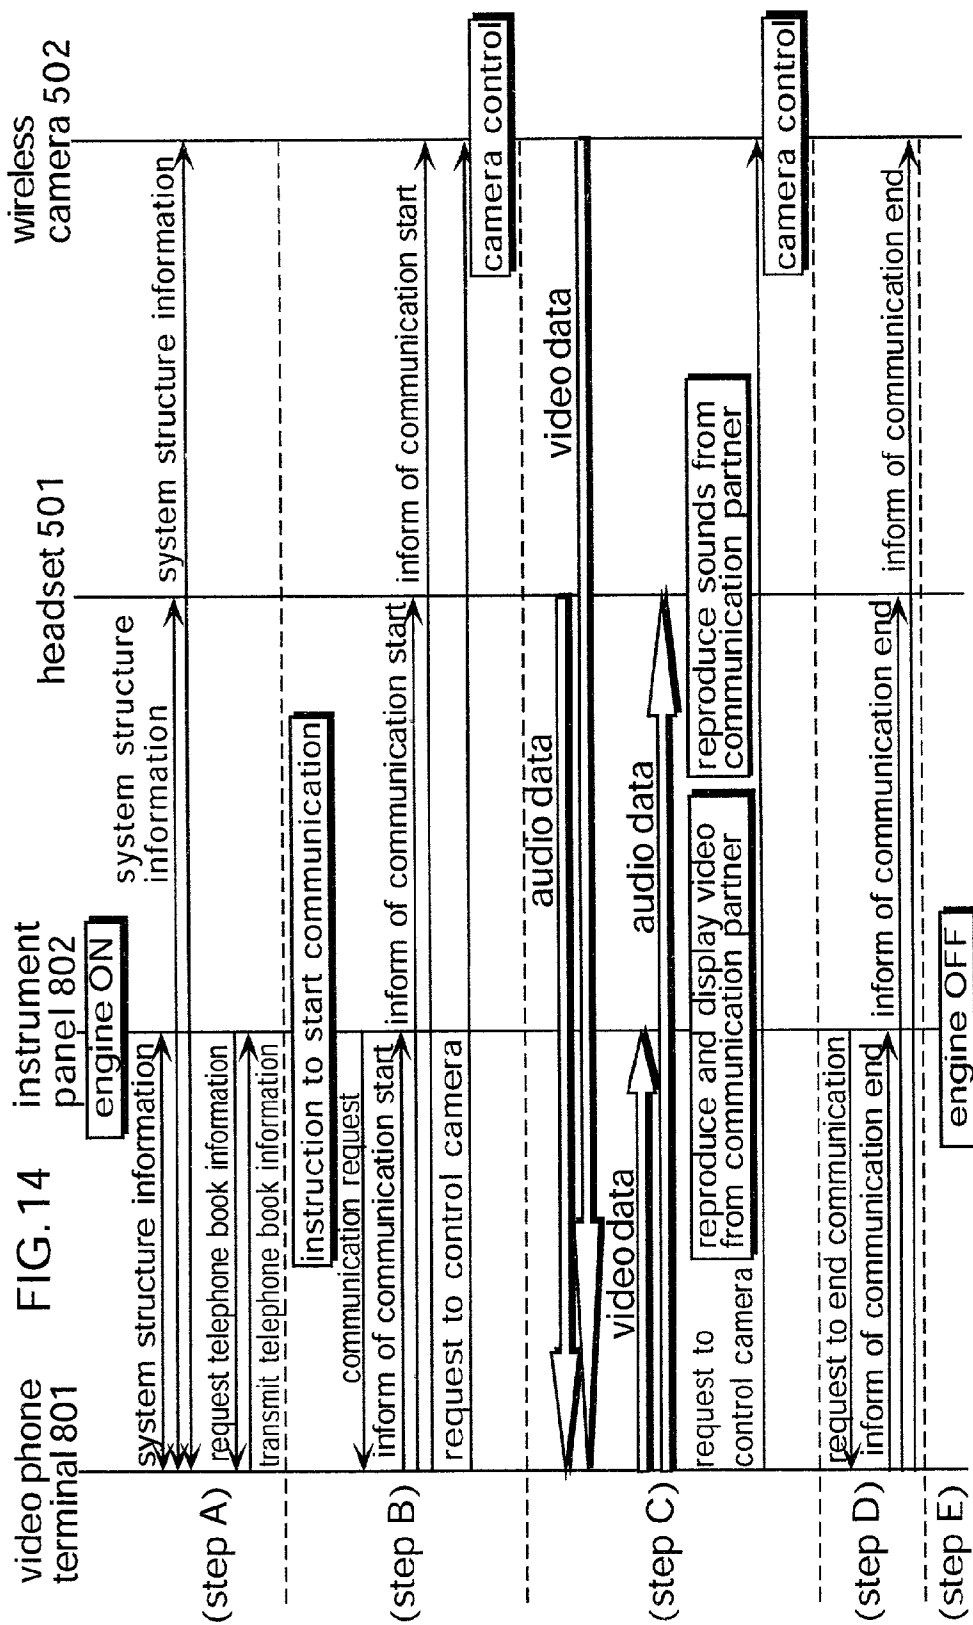 FIG. 14
video phone
terminal 801
instrument
panel 802
headset 501
wireless
camera 502
engine ON
(step A)
system structure information
system structure
information
system structure information
request telephone book information
transmit telephone book information
(step B)
instruction to start communication
communication request
inform of communication start
inform of communication start
inform of communication start
request to control camera
camera control
(step C)
audio data
video data
video data
audio data
reproduce and display video
from communication partner
reproduce sounds from
communication partner
request to
control camera
camera control
(step D)
request to end communication
inform of communication end
inform of communication end
inform of communication end
(step E)
engine OFF